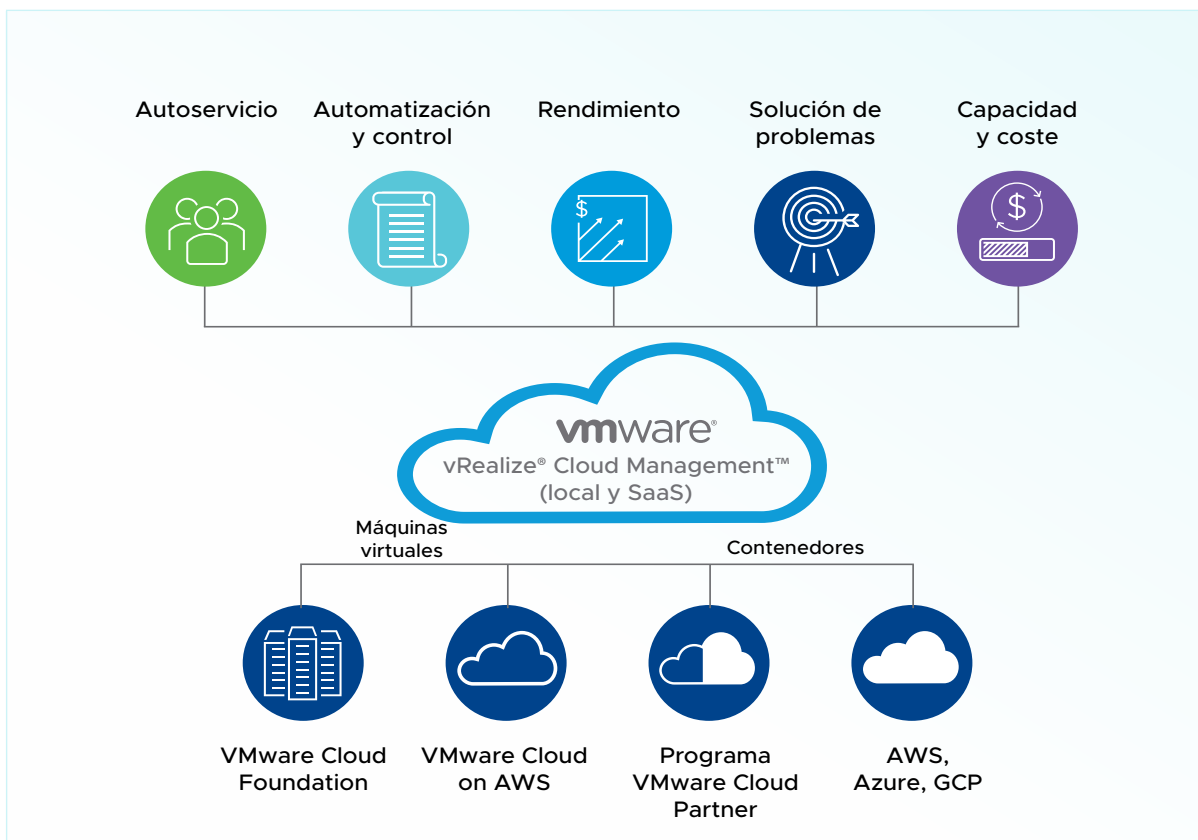 Autoservicio
Automatización
y control
Rendimiento
Solución de
problemas
Capacidad
y coste
$
$
vmware®
vRealize® Cloud Management™
(local y SaaS)
Máquinas
virtuales
Contenedores
VMware Cloud
Foundation
VMware Cloud
on AWS
Programa
VMware Cloud
Partner
AWS,
Azure, GCP